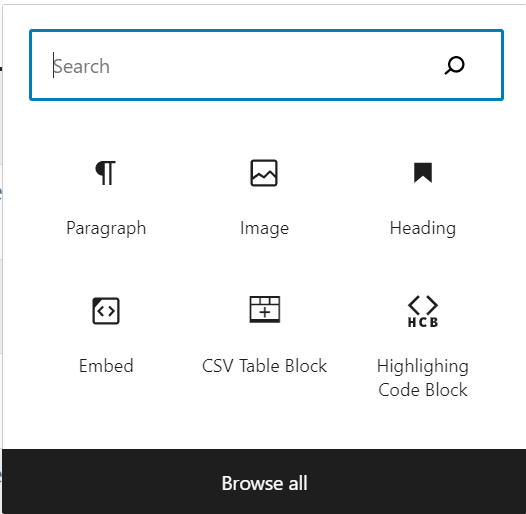 Search
Paragraph
Image
Heading
Embed
CSV Table Block
HCB
Highlighing
Code Block
Browse all